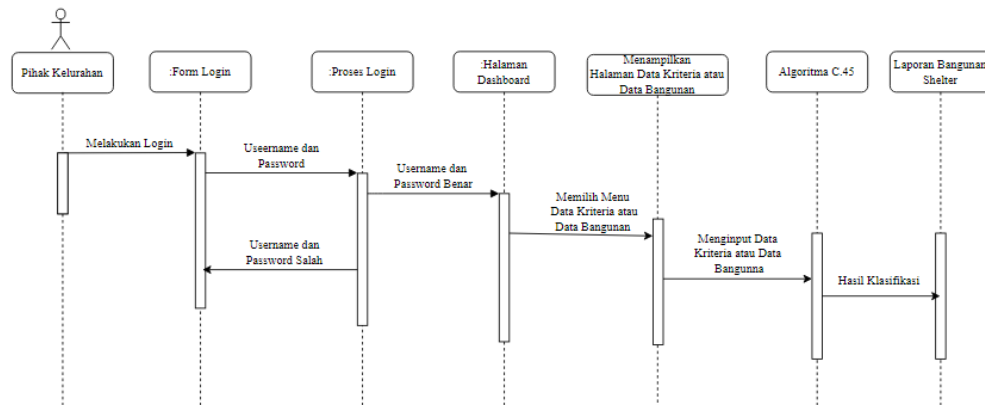 Pihak Kelurahan
:Form Login
:Proses Login
:Halaman
Dashboard
Menampilkan
Halaman Data Kriteria atau
Data Bangunan
Algoritma C.45
Laporan Bangunan
Shelter
Melakukan Login
Useername dan
Password
Username dan
Password Benar
Memilih Menu
Data Kriteria atau
Data Bangunan
Username dan
Password Salah
Menginput Data
Kriteria atau Data
Bangunna
Hasil Klasifikasi